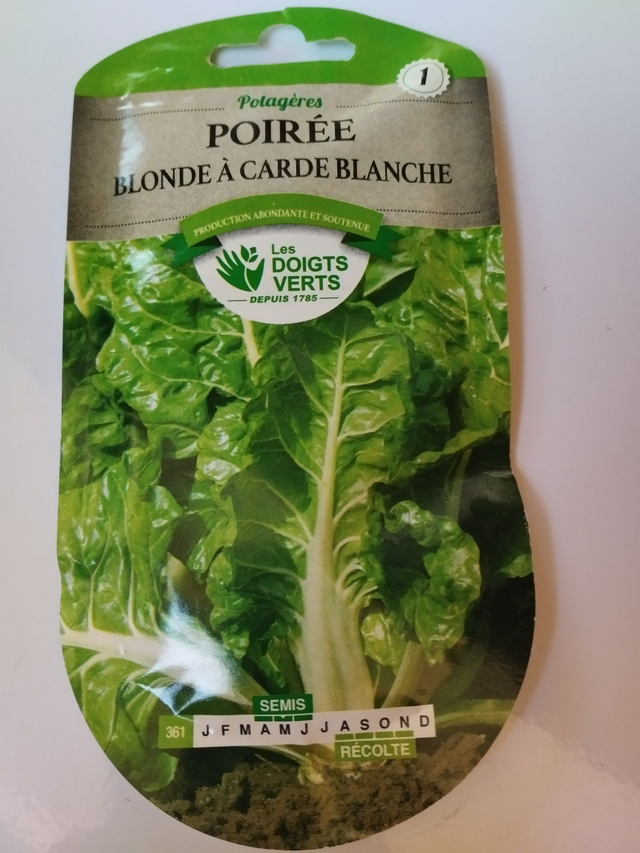 1
Potagères
POIRÉE
BLONDE À CARDE BLANCHE
PRODUCTION ABONDANTE ET SOUTENUE
Les
DOIGTS
VERTS
DEPUIS 1785
SEMIS
361 J F M A M J J A S O N D
RÉCOLTE